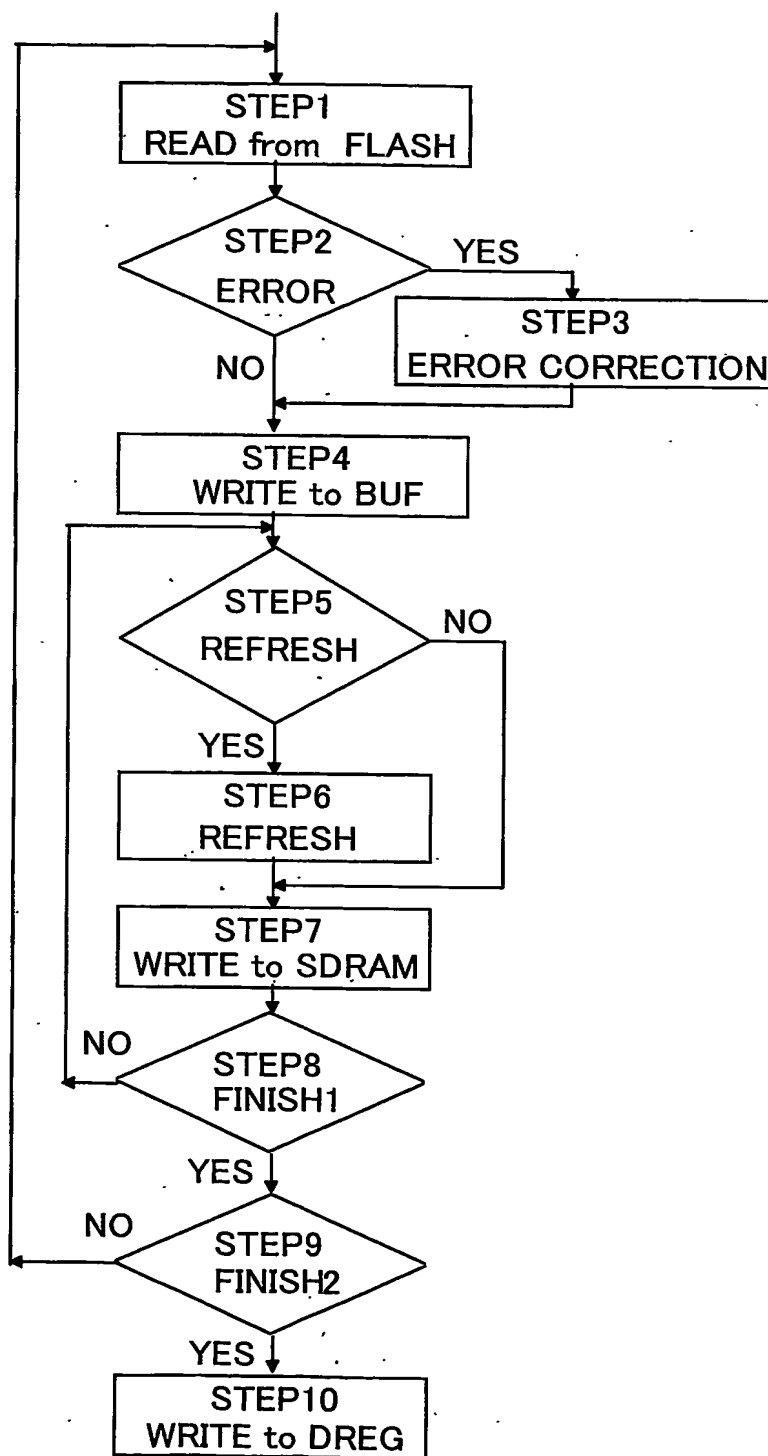 STEP1
READ from FLASH
STEP2
ERROR
YES
STEP3
ERROR CORRECTION
NO
STEP4
WRITE to BUF
STEP5
REFRESH
NO
YES
STEP6
REFRESH
STEP7
WRITE to SDRAM
NO
STEP8
FINISH1
YES
NO
STEP9
FINISH2
YES
STEP10
WRITE to DREG